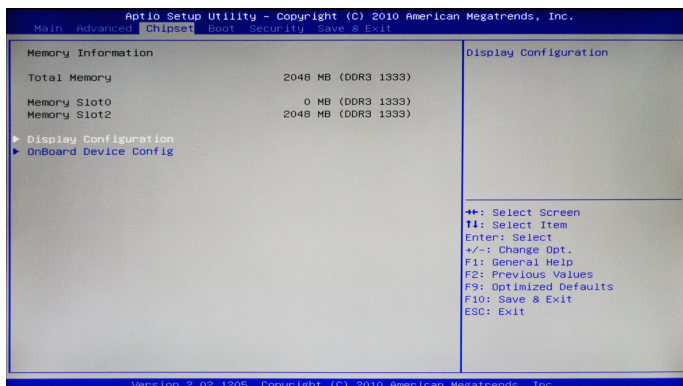 Aptio Setup Utility – Copyright (C) 2010 American Megatrends, Inc.
Main Advanced Chipset Boot Security Save & Exit
Memory Information
Total Memory 2048 MB (DDR3 1333)
Memory Slot0 0 MB (DDR3 1333)
Memory Slot2 2048 MB (DDR3 1333)
► Display Configuration
► OnBoard Device Config
Display Configuration
→←: Select Screen
↑↓: Select Item
Enter: Select
+/-: Change Opt.
F1: General Help
F2: Previous Values
F9: Optimized Defaults
F10: Save & Exit
ESC: Exit
Version 2.02.1205. Copyright (C) 2010 American Megatrends, Inc.